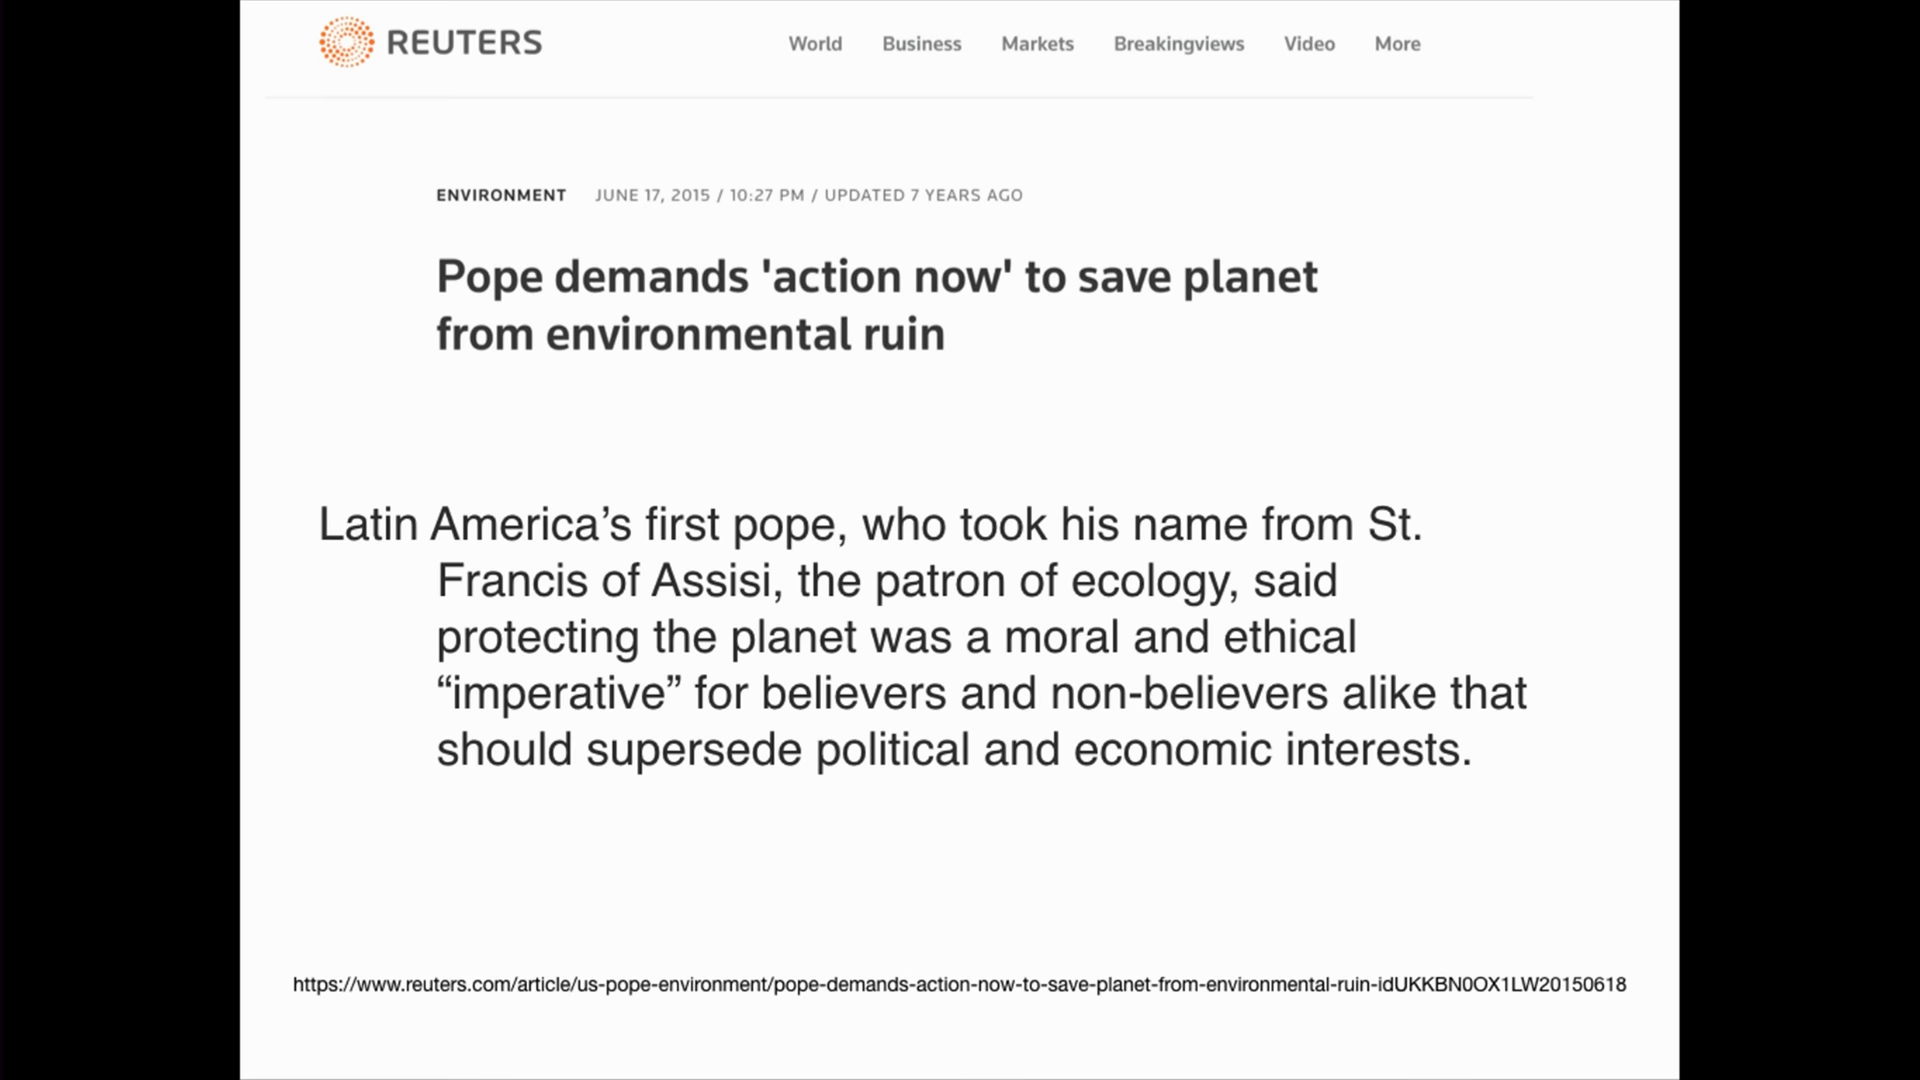 REUTERS
World Business Markets Breakingviews Video More
ENVIRONMENT JUNE 17, 2015 / 10:27 PM / UPDATED 7 YEARS AGO
Pope demands 'action now' to save planet
from environmental ruin
Latin America’s first pope, who took his name from St.
Francis of Assisi, the patron of ecology, said
protecting the planet was a moral and ethical
“imperative” for believers and non-believers alike that
should supersede political and economic interests.
https://www.reuters.com/article/us-pope-environment/pope-demands-action-now-to-save-planet-from-environmental-ruin-idUKKBN0OX1LW20150618